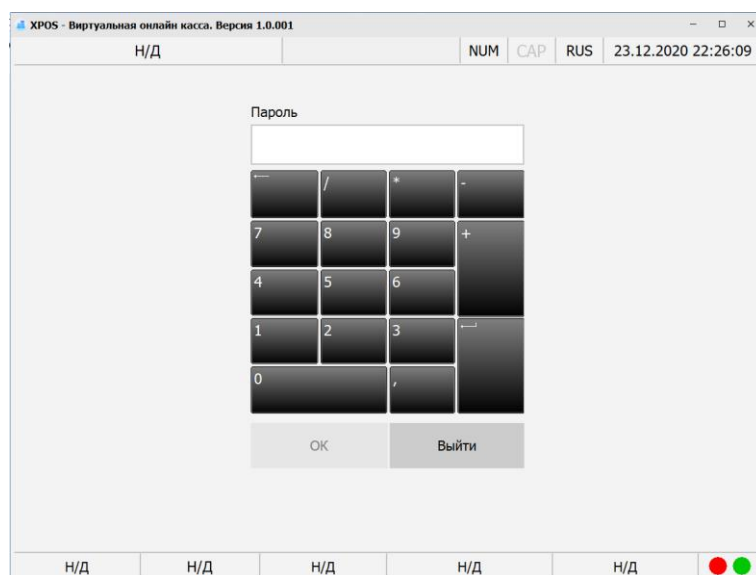 XPOS - Виртуальная онлайн касса. Версия 1.0.001
Н/Д NUM CAP RUS 23.12.2020 22:26:09
Пароль
/ * -
7 8 9 +
4 5 6
1 2 3
0 ,
ОК Выйти
Н/Д Н/Д Н/Д Н/Д Н/Д